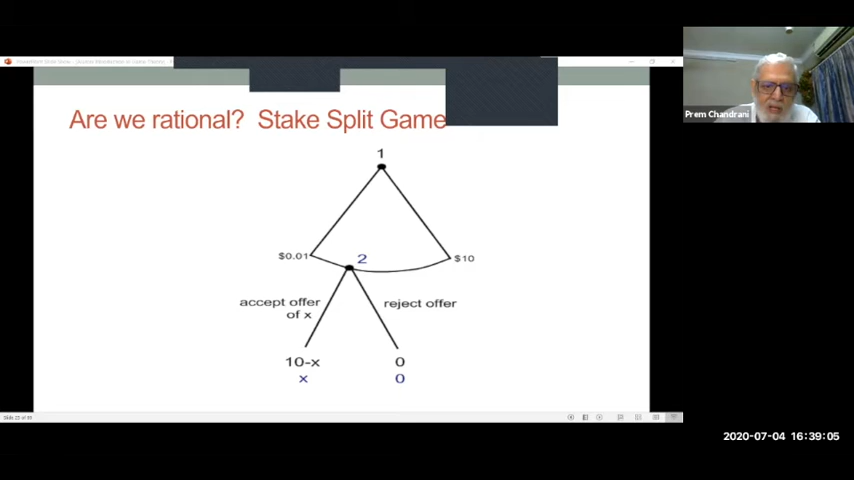 Are we rational? Stake Split Game
Prem Chandrani
1
$0.01
2
$10
accept offer
of x
reject offer
10-x
0
x
0
2020-07-04 16:39:05